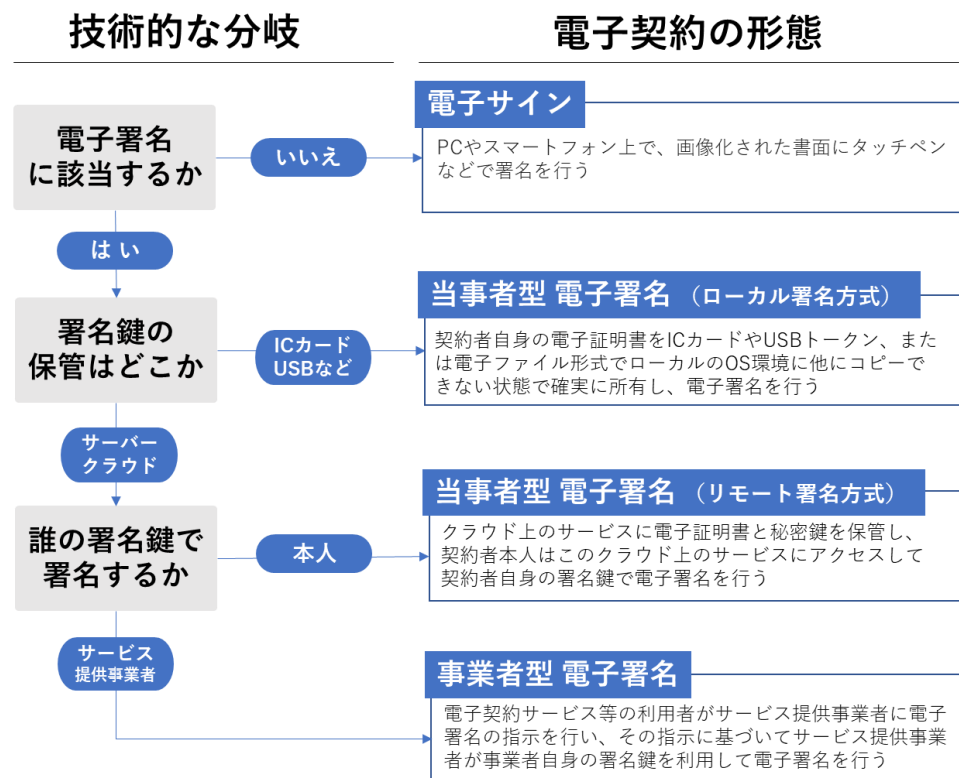 技術的な分岐
電子契約の形態
電子署名
に該当するか
いいえ
電子サイン
PCやスマートフォン上で、画像化された書面にタッチペン
などで署名を行う
はい
署名鍵の
保管はどこか
ICカード
USBなど
当事者型 電子署名 （ローカル署名方式）
契約者自身の電子証明書をICカードやUSBトークン、また
は電子ファイル形式でローカルのOS環境に他にコピーで
きない状態で確実に所有し、電子署名を行う
サーバー
クラウド
誰の署名鍵で
署名するか
本人
当事者型 電子署名 （リモート署名方式）
クラウド上のサービスに電子証明書と秘密鍵を保管し、
契約者本人はこのクラウド上のサービスにアクセスして
契約者自身の署名鍵で電子署名を行う
サービス
提供事業者
事業者型 電子署名
電子契約サービス等の利用者がサービス提供事業者に電子
署名の指示を行い、その指示に基づいてサービス提供事業
者が事業者自身の署名鍵を利用して電子署名を行う